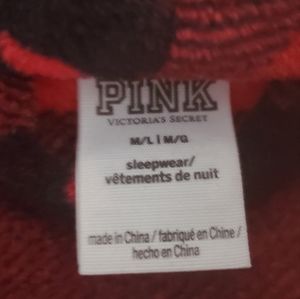 PINK
VICTORIA'S SECRET
M/L | M/G
sleepwear/
vêtements de nuit
made in China / fabriqué en Chine /
hecho en China